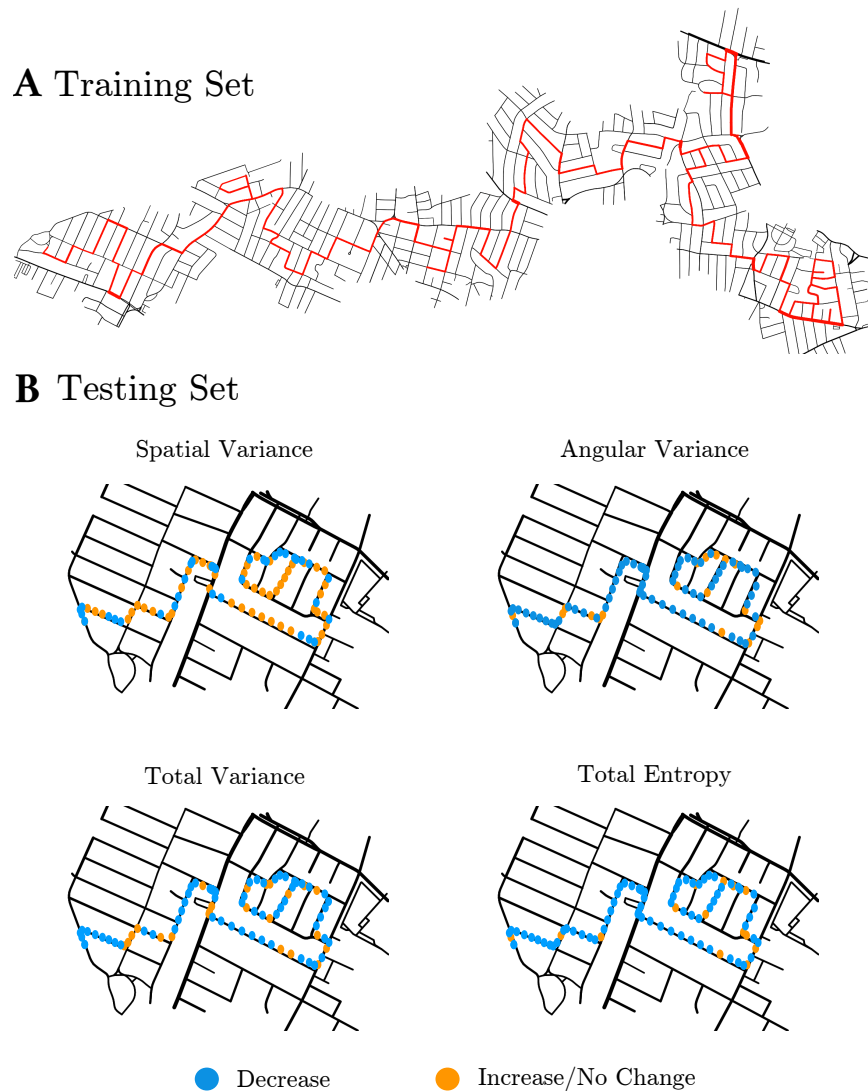 A Training Set
B Testing Set
Spatial Variance
Angular Variance
Total Variance
Total Entropy
Decrease
Increase/No Change